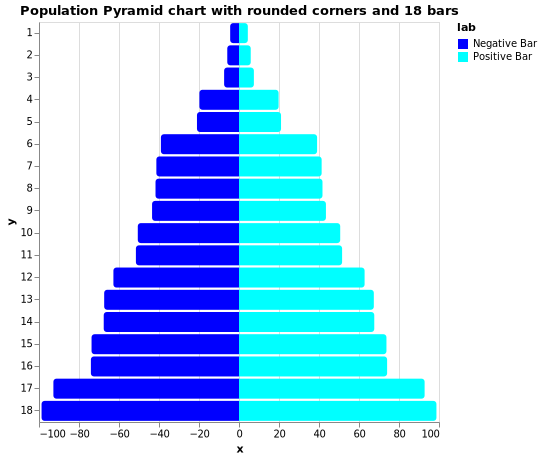 Population Pyramid chart with rounded corners and 18 bars
lab
Negative Bar
Positive Bar
y
1
2
3
4
5
6
7
8
9
10
11
12
13
14
15
16
17
18
−100 −80 −60 −40 −20 0 20 40 60 80 100
x